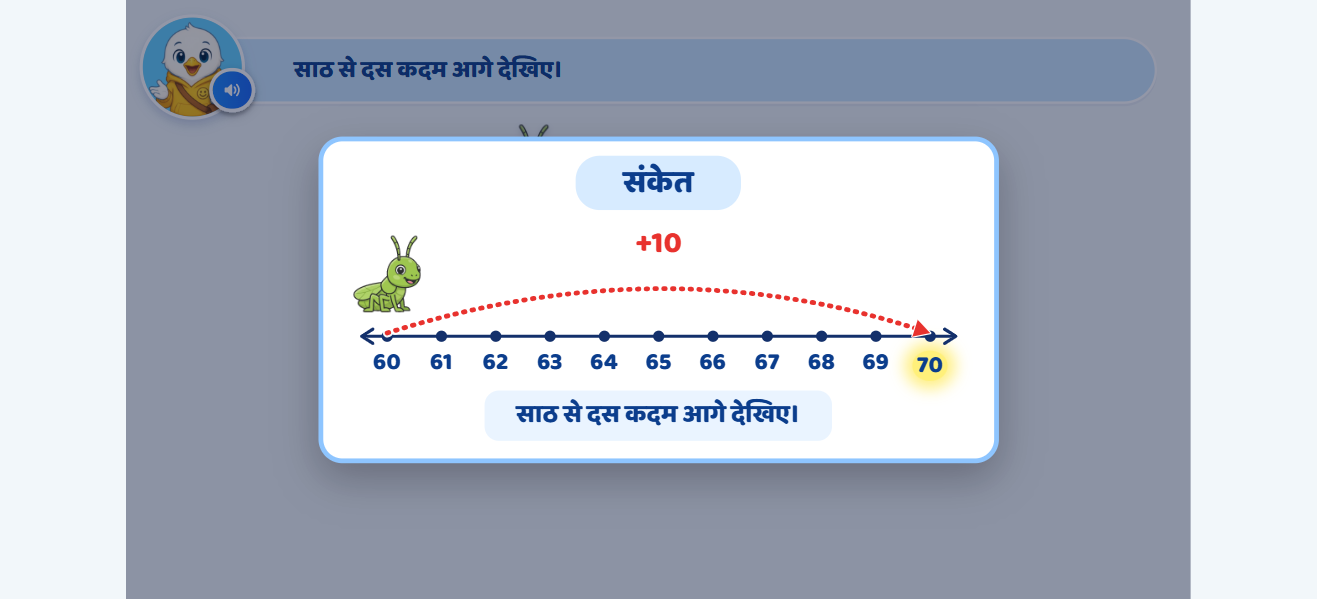 साठ से दस कदम आगे देखिए।
संकेत
+10
60 61 62 63 64 65 66 67 68 69 70
साठ से दस कदम आगे देखिए।